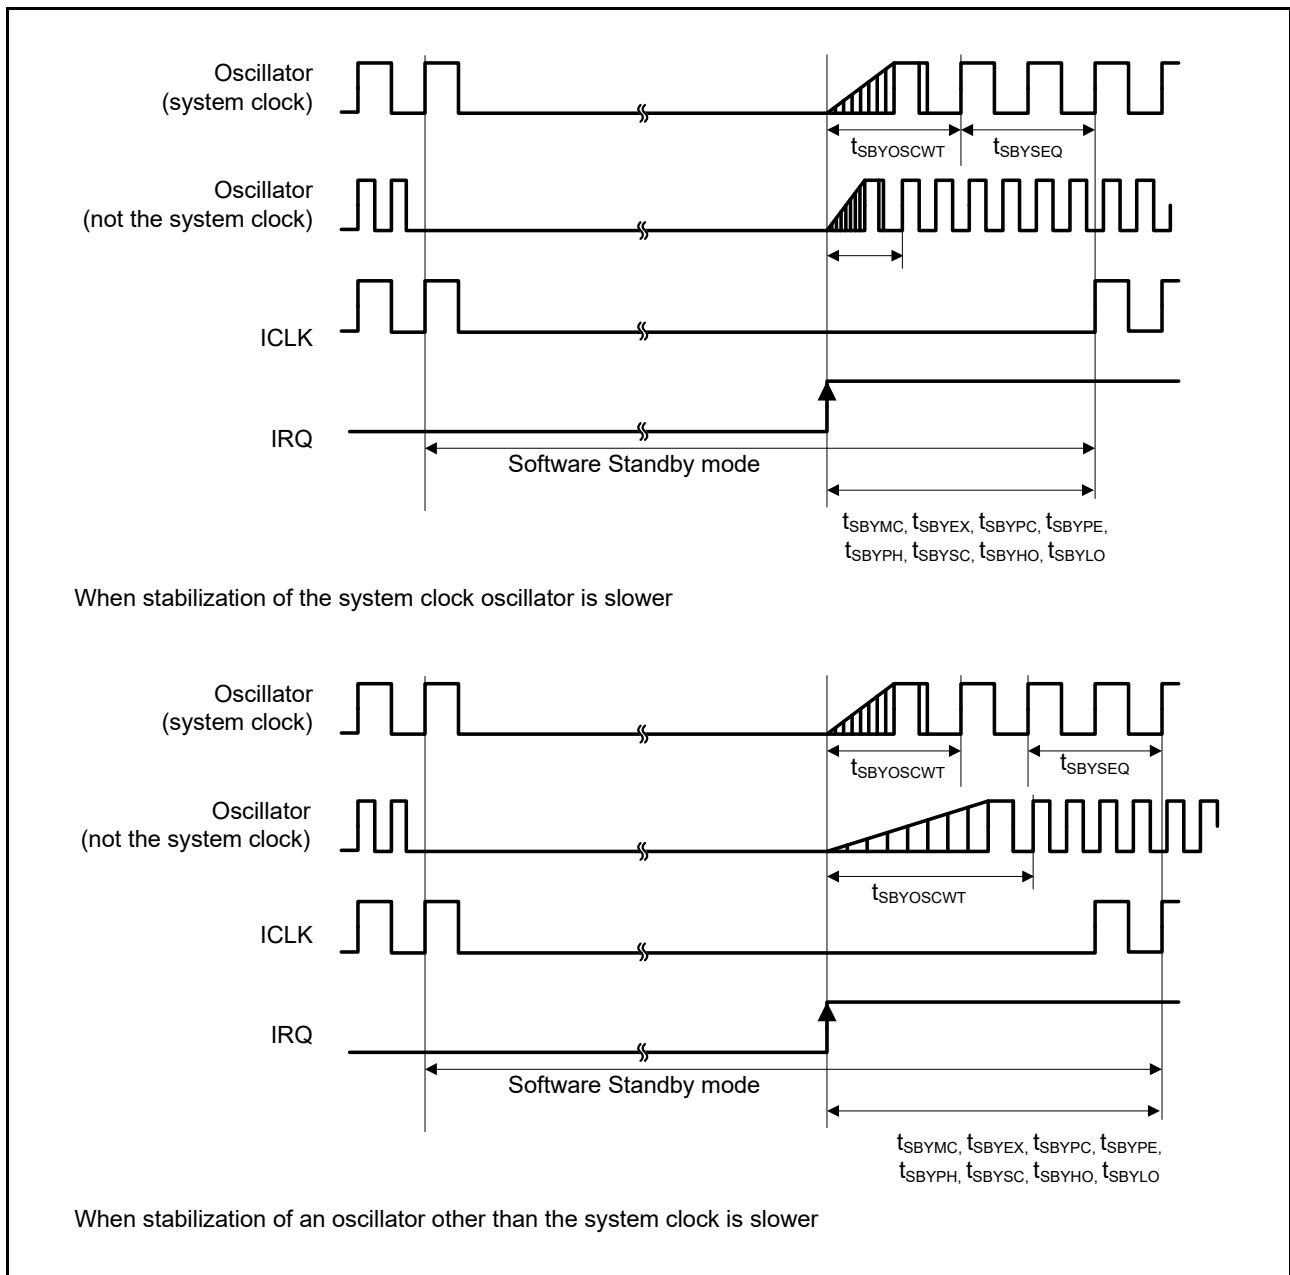 Oscillator
(system clock)
tSBYOSCWT
tSBYSEQ
Oscillator
(not the system clock)
ICLK
IRQ
Software Standby mode
tSBYMC, tSBYEX, tSBYPC, tSBYPE,
tSBYPH, tSBYSC, tSBYHO, tSBYLO
When stabilization of the system clock oscillator is slower
Oscillator
(system clock)
tSBYOSCWT
tSBYSEQ
Oscillator
(not the system clock)
tSBYOSCWT
ICLK
IRQ
Software Standby mode
tSBYMC, tSBYEX, tSBYPC, tSBYPE,
tSBYPH, tSBYSC, tSBYHO, tSBYLO
When stabilization of an oscillator other than the system clock is slower